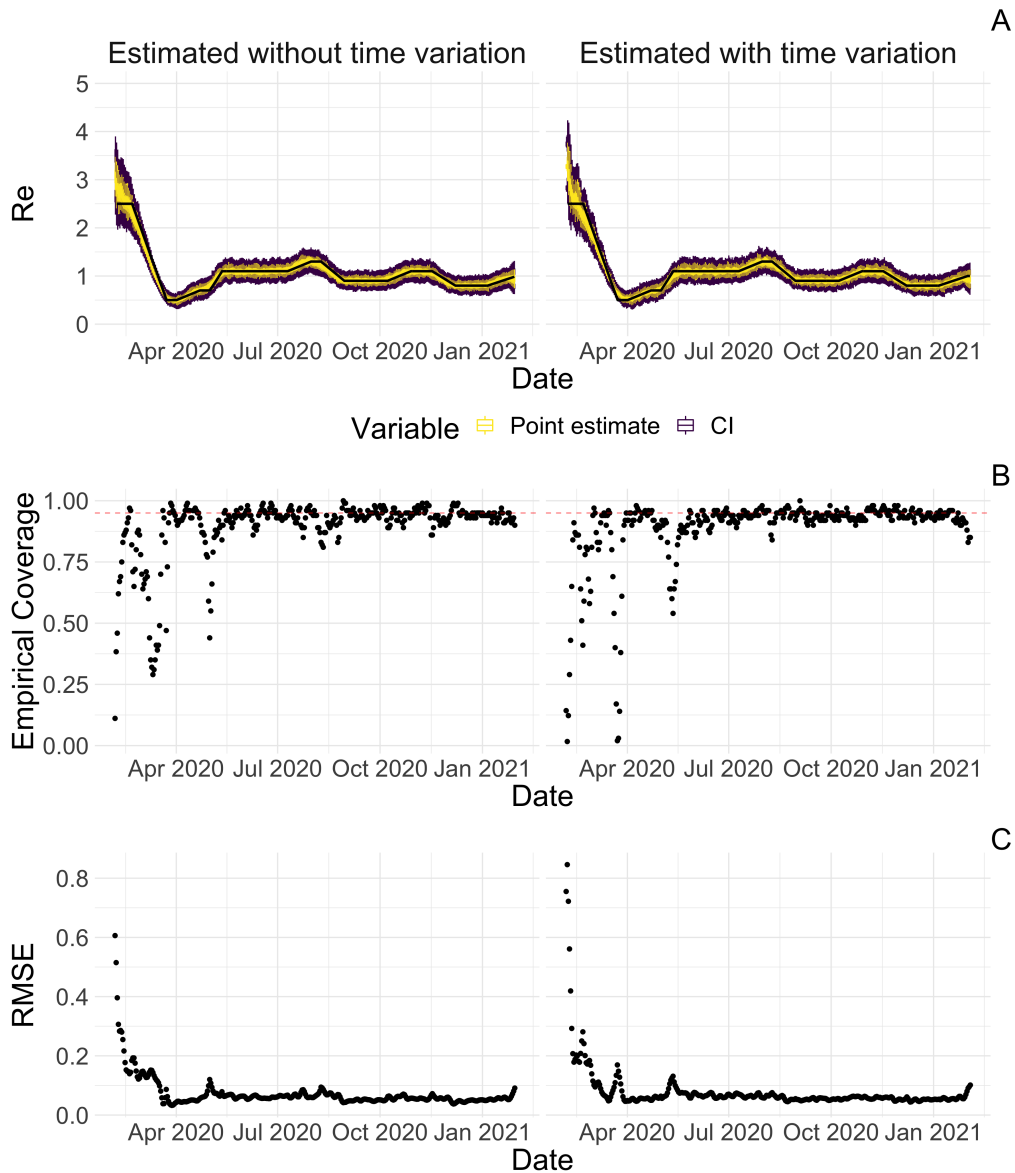 A
Estimated without time variation Estimated with time variation
5
4
3
2
1
0
Re
Apr 2020 Jul 2020 Oct 2020 Jan 2021 Apr 2020 Jul 2020 Oct 2020 Jan 2021
Date
Variable Point estimate CI
B
1.00
0.75
0.50
0.25
0.00
Empirical Coverage
Apr 2020 Jul 2020 Oct 2020 Jan 2021 Apr 2020 Jul 2020 Oct 2020 Jan 2021
Date
C
0.8
0.6
0.4
0.2
0.0
RMSE
Apr 2020 Jul 2020 Oct 2020 Jan 2021 Apr 2020 Jul 2020 Oct 2020 Jan 2021
Date